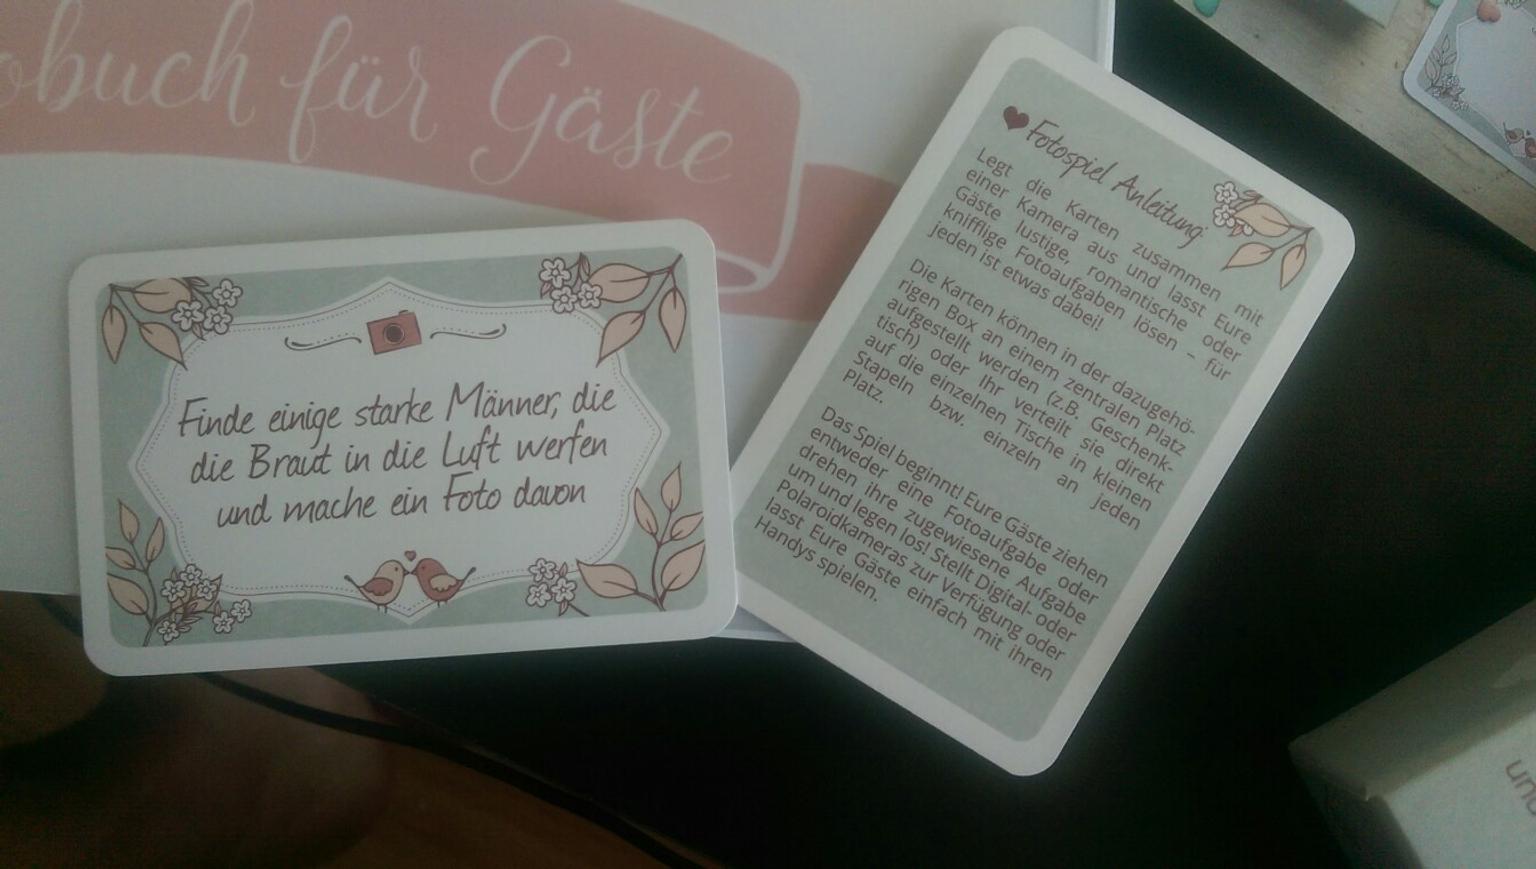 obuch für Gäste
Finde einige starke Männer, die
die Braut in die Luft werfen
und mache ein Foto davon
Fotospiel Anleitung
Legt die Karten zusammen mit
einer Kamera aus und lasst Eure
Gäste lustige, romantische oder
knifflige Fotoaufgaben lösen – für
jeden ist etwas dabei!
Die Karten können in der dazugehö-
rigen Box an einem zentralen Platz
aufgestellt werden (z.B. Geschenk-
tisch) oder Ihr verteilt sie direkt
auf die einzelnen Tische in kleinen
Stapeln bzw. einzeln an jeden
Platz.
Das Spiel beginnt! Eure Gäste ziehen
entweder eine Fotoaufgabe oder
drehen ihre zugewiesene Aufgabe
um und legen los! Stellt Digital- oder
Polaroidkameras zur Verfügung oder
lasst Eure Gäste einfach mit ihren
Handys spielen.